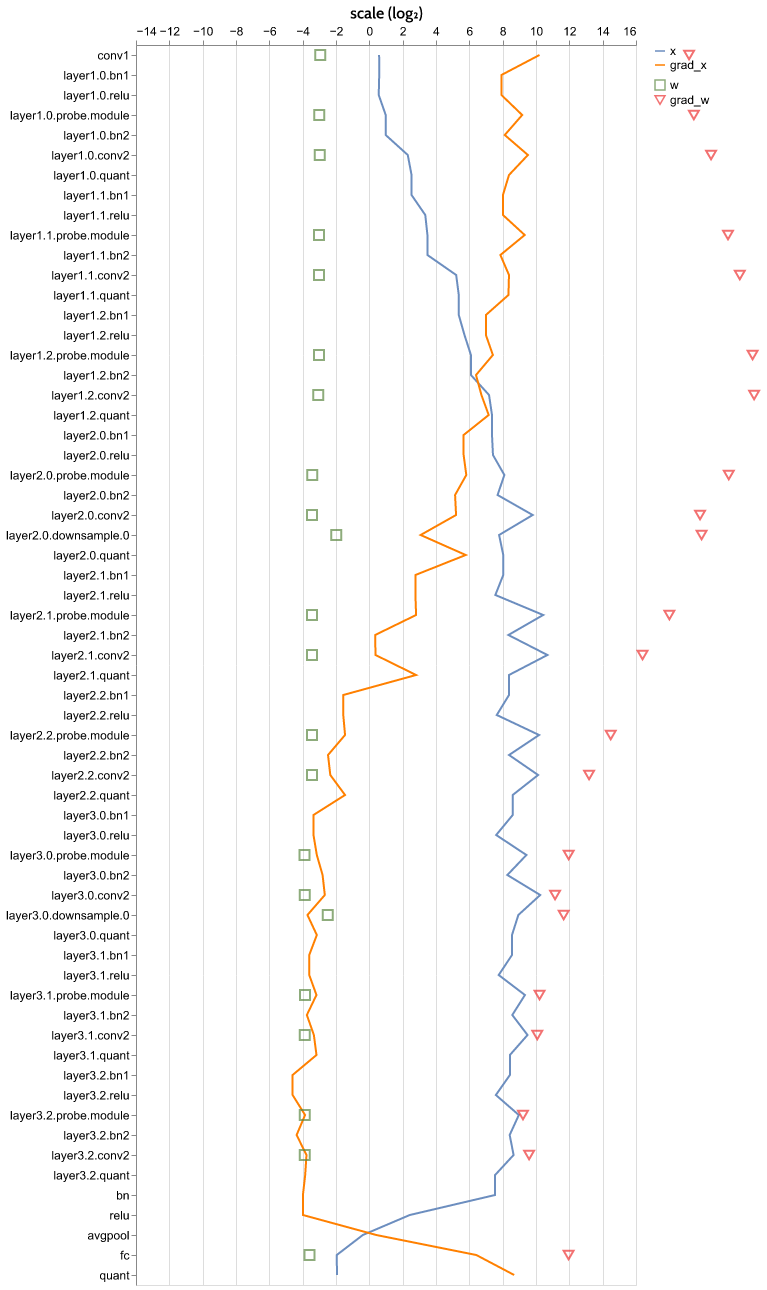 scale (log₂)
−14 −12 −10 −8 −6 −4 −2 0 2 4 6 8 10 12 14 16
x
grad_x
w
grad_w
conv1
layer1.0.bn1
layer1.0.relu
layer1.0.probe.module
layer1.0.bn2
layer1.0.conv2
layer1.0.quant
layer1.1.bn1
layer1.1.relu
layer1.1.probe.module
layer1.1.bn2
layer1.1.conv2
layer1.1.quant
layer1.2.bn1
layer1.2.relu
layer1.2.probe.module
layer1.2.bn2
layer1.2.conv2
layer1.2.quant
layer2.0.bn1
layer2.0.relu
layer2.0.probe.module
layer2.0.bn2
layer2.0.conv2
layer2.0.downsample.0
layer2.0.quant
layer2.1.bn1
layer2.1.relu
layer2.1.probe.module
layer2.1.bn2
layer2.1.conv2
layer2.1.quant
layer2.2.bn1
layer2.2.relu
layer2.2.probe.module
layer2.2.bn2
layer2.2.conv2
layer2.2.quant
layer3.0.bn1
layer3.0.relu
layer3.0.probe.module
layer3.0.bn2
layer3.0.conv2
layer3.0.downsample.0
layer3.0.quant
layer3.1.bn1
layer3.1.relu
layer3.1.probe.module
layer3.1.bn2
layer3.1.conv2
layer3.1.quant
layer3.2.bn1
layer3.2.relu
layer3.2.probe.module
layer3.2.bn2
layer3.2.conv2
layer3.2.quant
bn
relu
avgpool
fc
quant